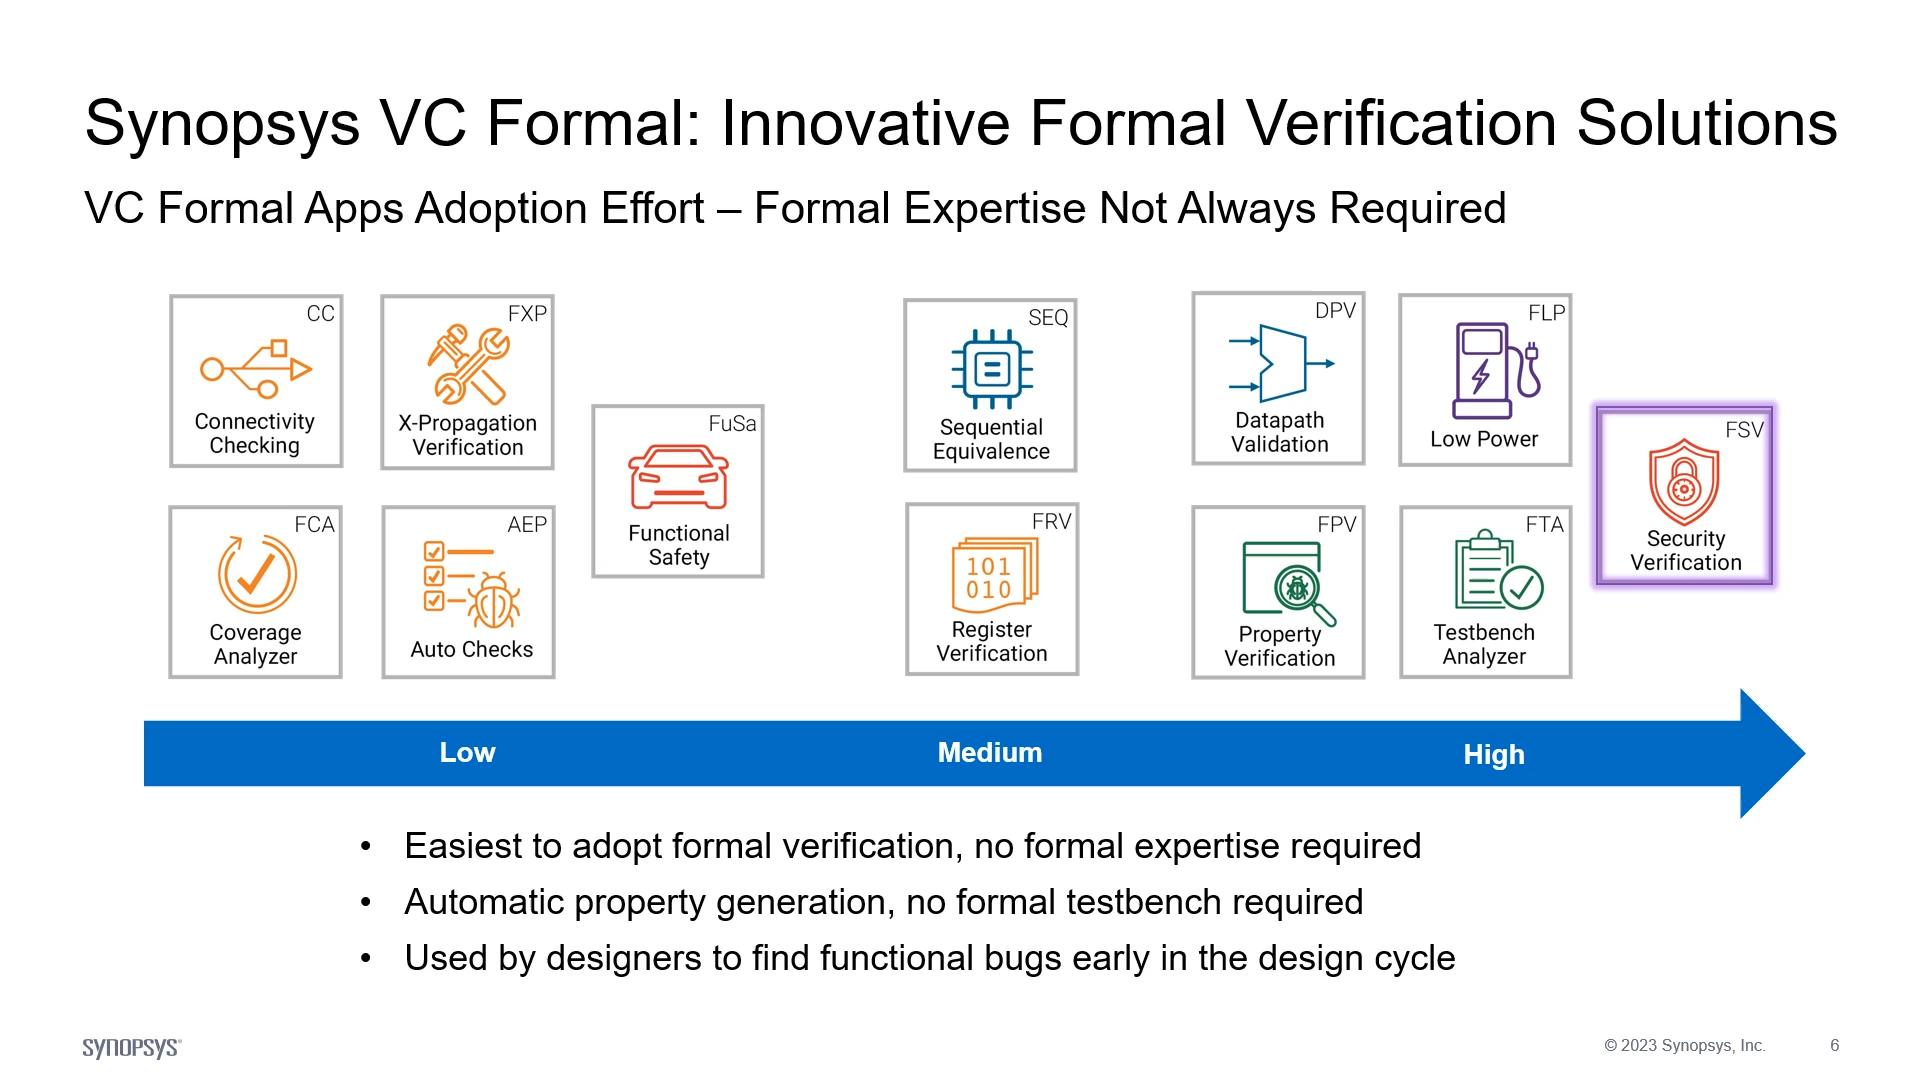 Synopsys VC Formal: Innovative Formal Verification Solutions
VC Formal Apps Adoption Effort – Formal Expertise Not Always Required
CC
Connectivity
Checking
FXP
X-Propagation
Verification
FCA
Coverage
Analyzer
AEP
Auto Checks
FuSa
Functional
Safety
SEQ
Sequential
Equivalence
FRV
101
010
Register
Verification
DPV
Datapath
Validation
FLP
Low Power
FPV
Property
Verification
FTA
Testbench
Analyzer
FSV
Security
Verification
Low
Medium
High
• Easiest to adopt formal verification, no formal expertise required
• Automatic property generation, no formal testbench required
• Used by designers to find functional bugs early in the design cycle
SYNOPSYS®
© 2023 Synopsys, Inc.
6